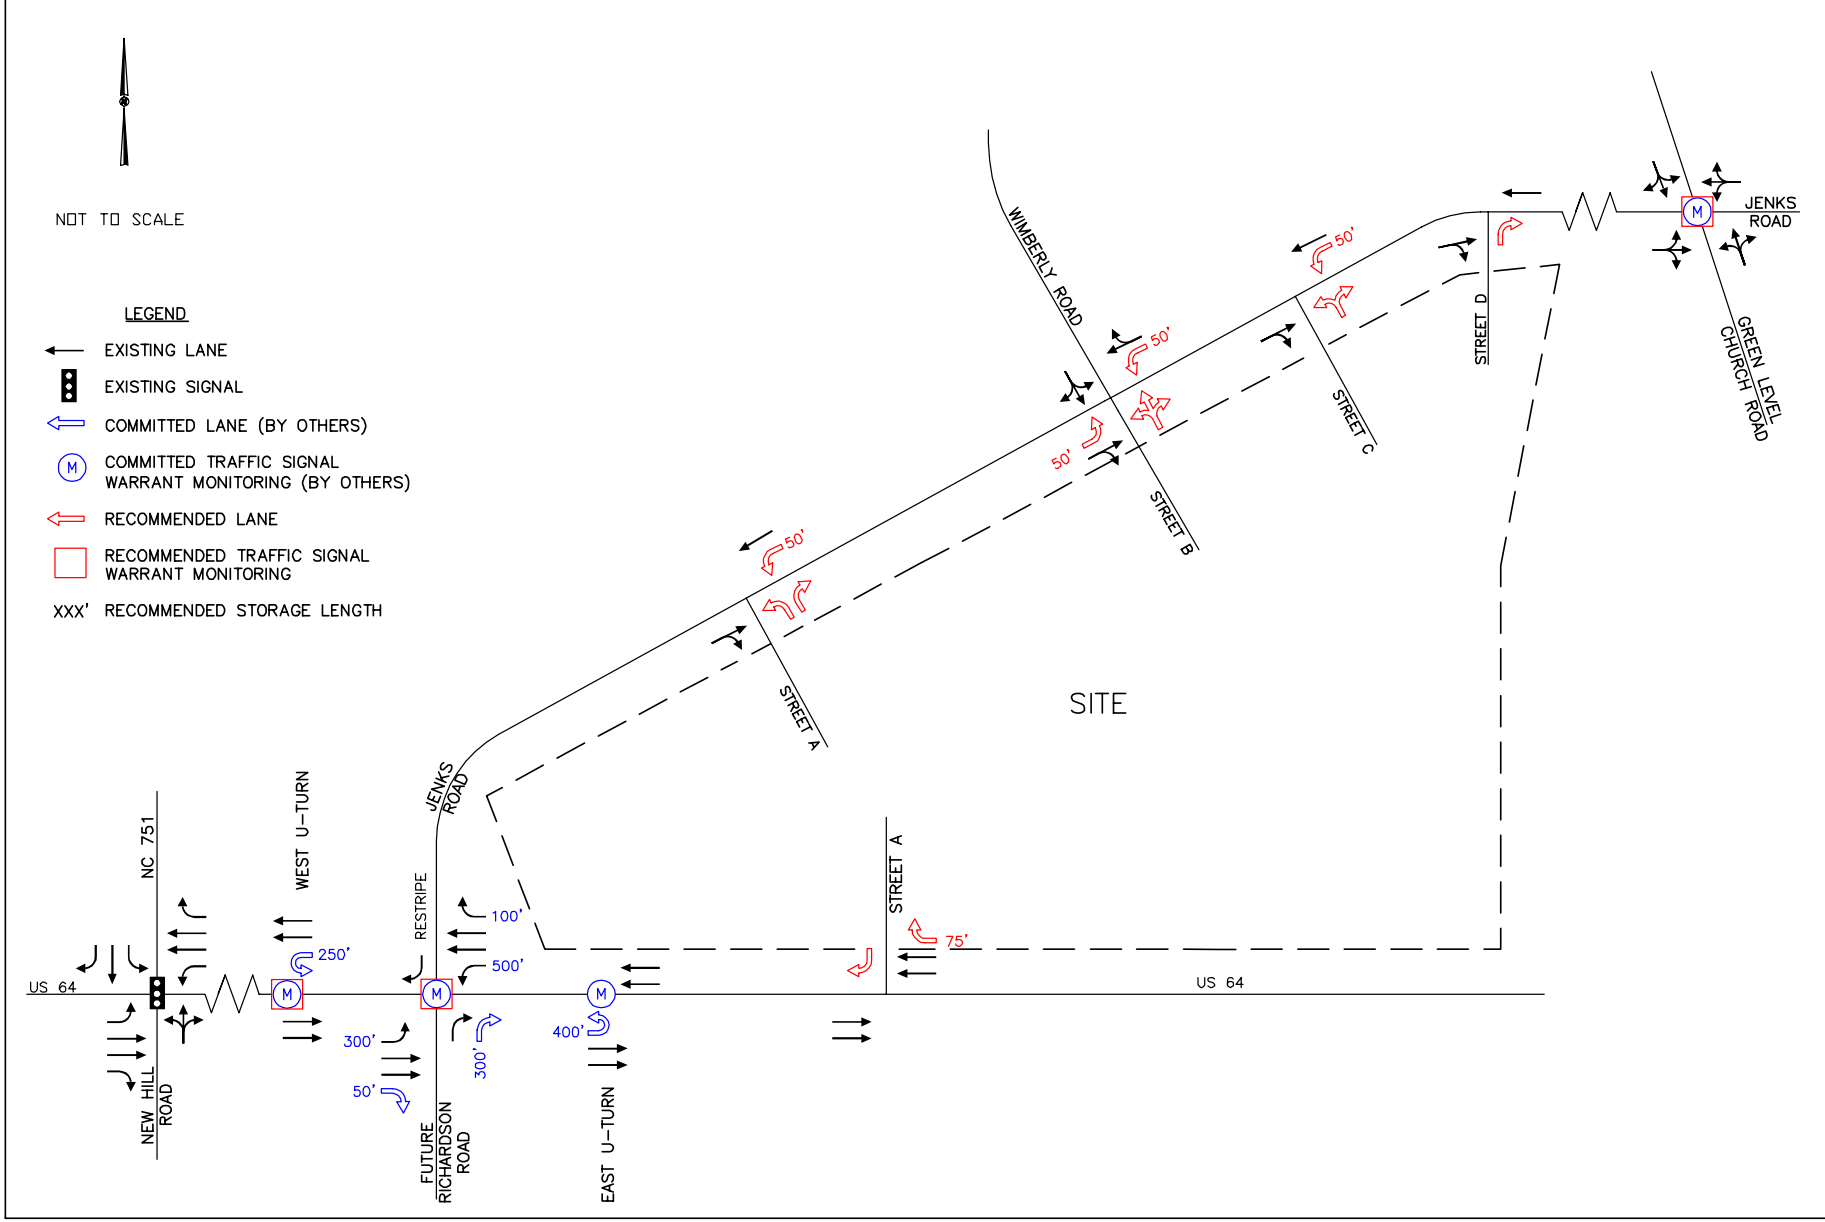 NOT TO SCALE
LEGEND
EXISTING LANE
EXISTING SIGNAL
COMMITTED LANE (BY OTHERS)
M
COMMITTED TRAFFIC SIGNAL
WARRANT MONITORING (BY OTHERS)
RECOMMENDED LANE
RECOMMENDED TRAFFIC SIGNAL
WARRANT MONITORING
XXX' RECOMMENDED STORAGE LENGTH
WIMBERLY ROAD
50'
50'
50'
50'
STREET B
STREET C
STREET D
M
JENKS
ROAD
GREEN LEVEL
CHURCH ROAD
STREET A
SITE
JENKS
ROAD
NC 751
WEST U-TURN
RESTRIPE
100'
500'
250'
US 64
M
M
M
STREET A
75'
US 64
300'
50'
300'
400'
NEW HILL
ROAD
FUTURE
RICHARDSON
ROAD
EAST U-TURN